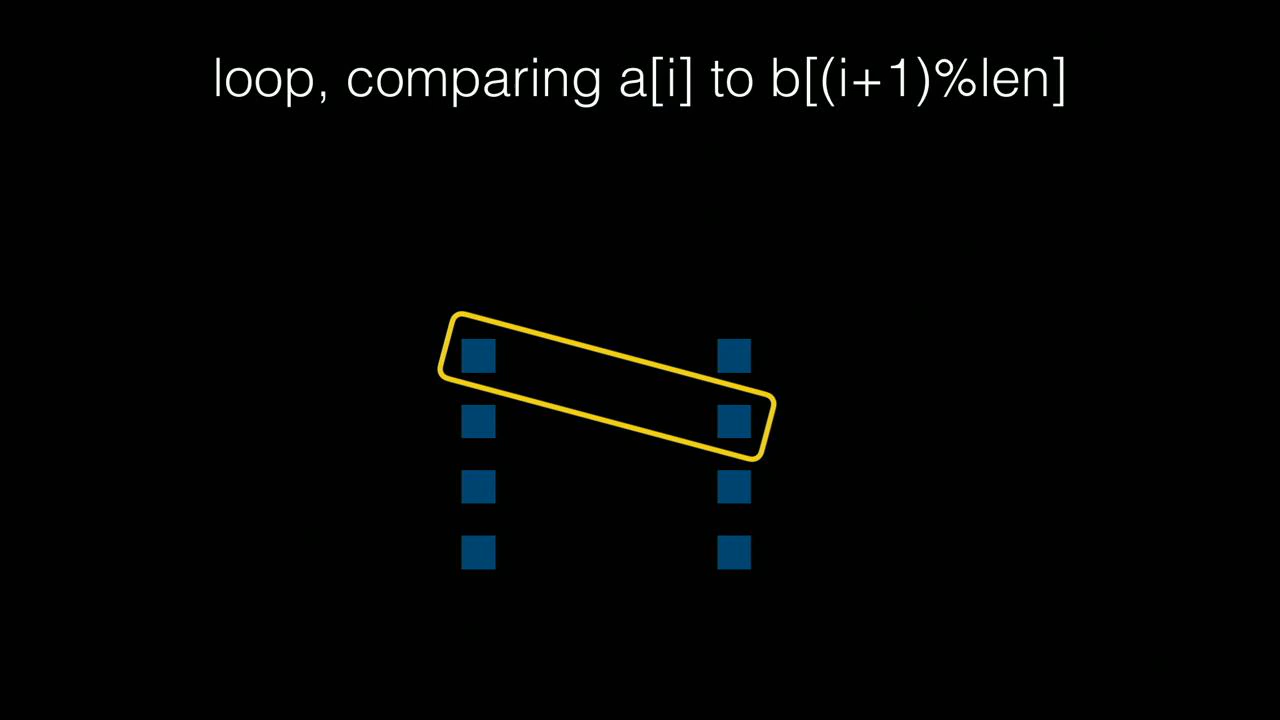 loop, comparing a[i] to b[(i+1)%len]